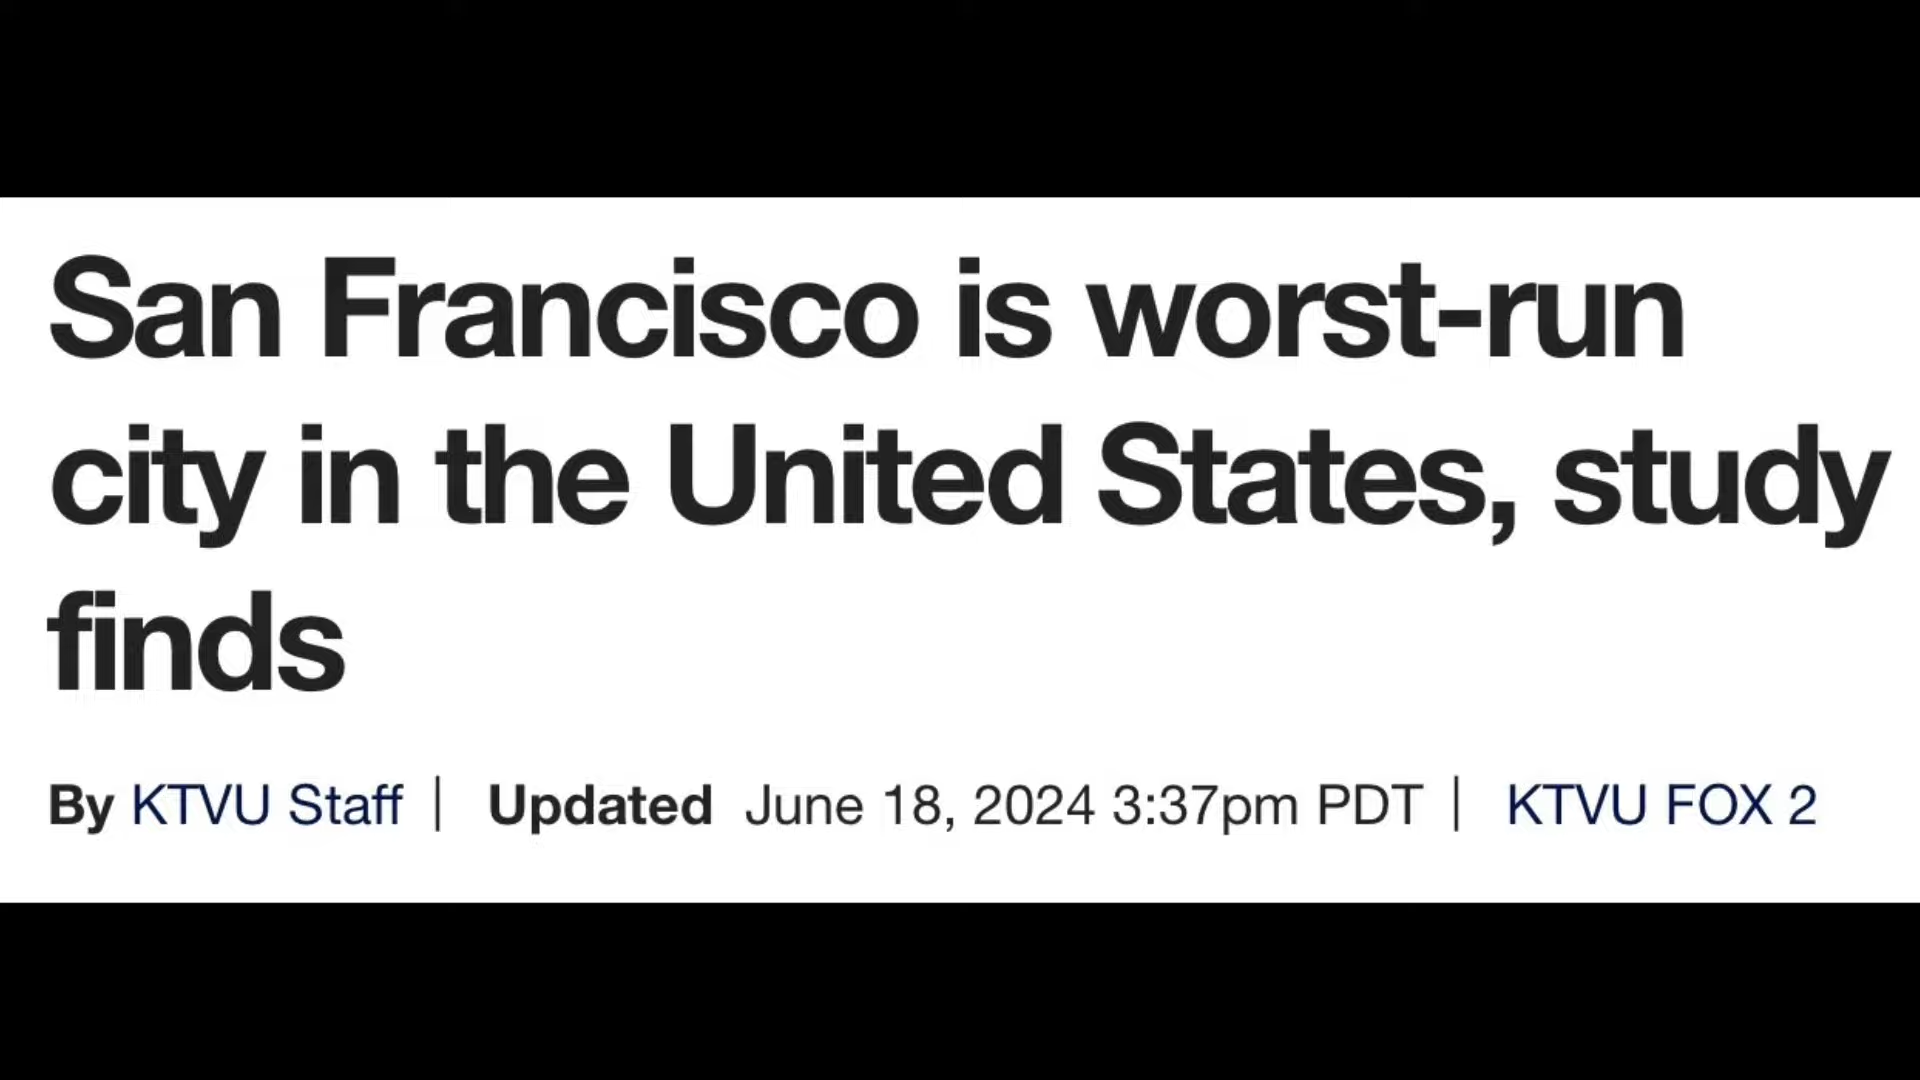 San Francisco is worst-run
city in the United States, study
finds
By KTVU Staff | Updated June 18, 2024 3:37pm PDT | KTVU FOX 2